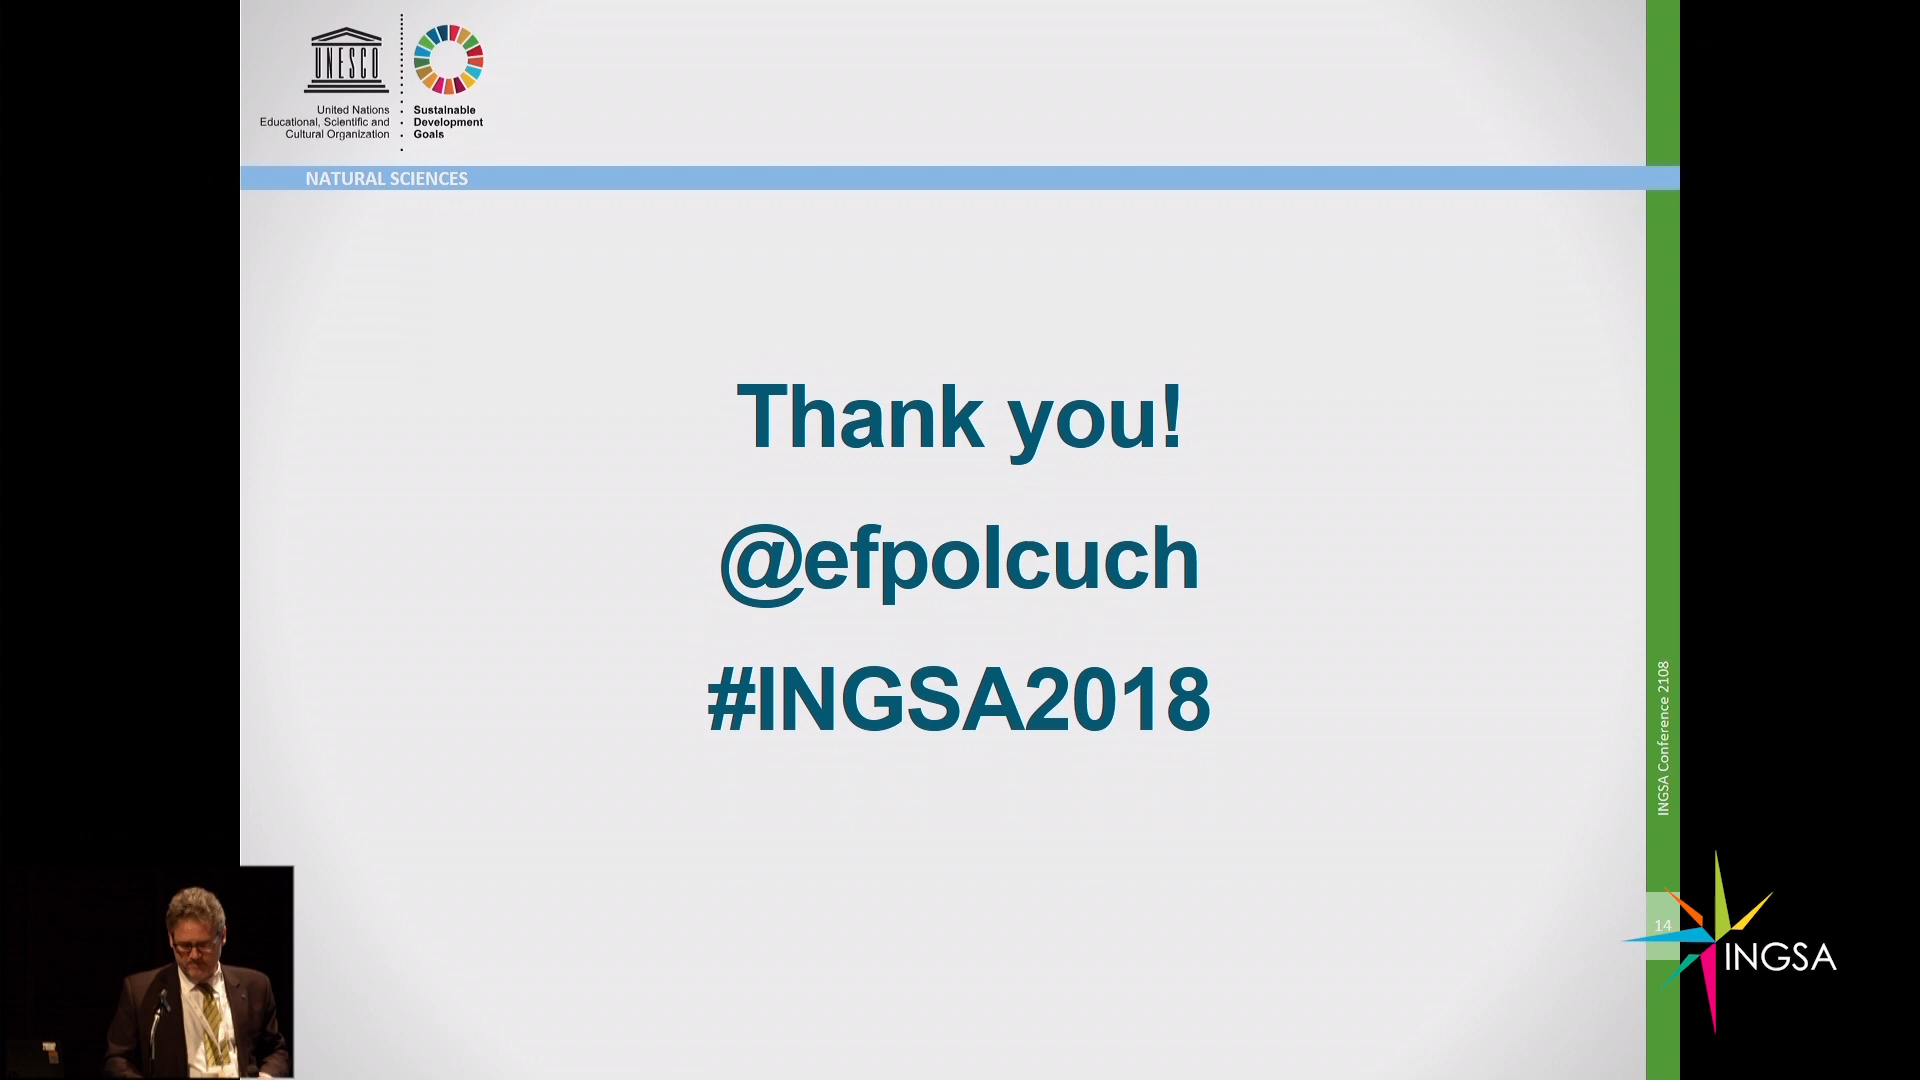 UNESCO
United Nations
Educational, Scientific and
Cultural Organization
Sustainable
Development
Goals
NATURAL SCIENCES
Thank you!
@efpolcuch
#INGSA2018
INGSA Conference 2108
14
INGSA